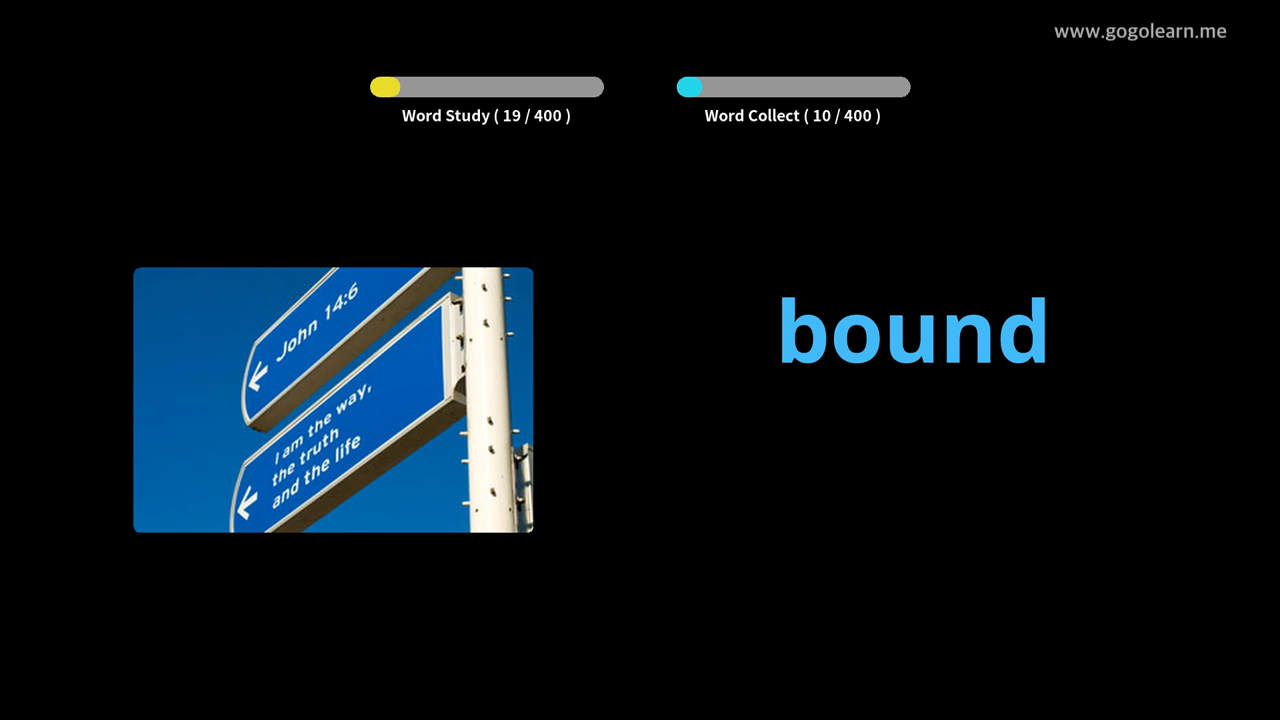 www.gogolearn.me
Word Study ( 19 / 400 )
Word Collect ( 10 / 400 )
John 14:6
I am the way,
the truth
and the life
bound